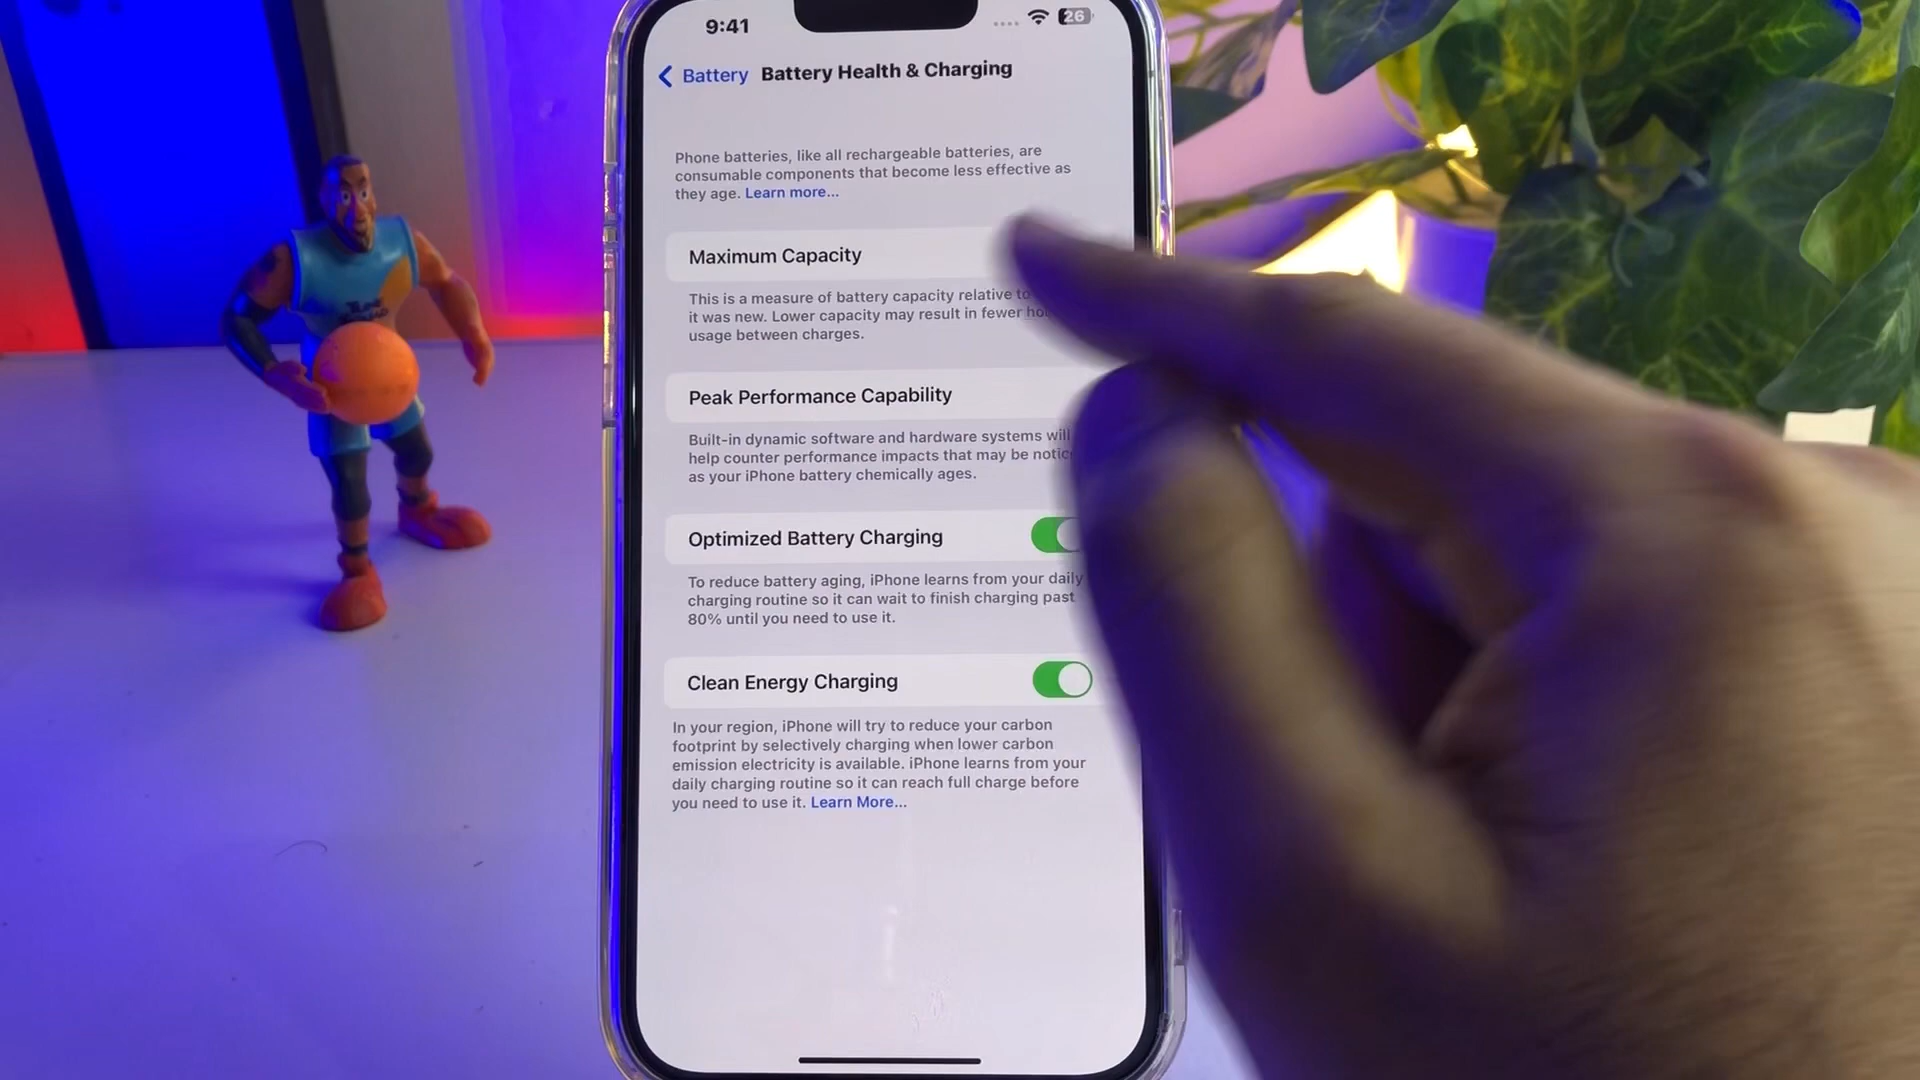 9:41
26
Battery
Battery Health & Charging
Phone batteries, like all rechargeable batteries, are
consumable components that become less effective as
they age. Learn more...
Maximum Capacity
This is a measure of battery capacity relative to
it was new. Lower capacity may result in fewer
usage between charges.
Peak Performance Capability
Built-in dynamic software and hardware systems will
help counter performance impacts that may be
as your iPhone battery chemically ages.
Optimized Battery Charging
To reduce battery aging, iPhone learns from your daily
charging routine so it can wait to finish charging past
80% until you need to use it.
Clean Energy Charging
In your region, iPhone will try to reduce your carbon
footprint by selectively charging when lower carbon
emission electricity is available. iPhone learns from your
daily charging routine so it can reach full charge before
you need to use it. Learn More...